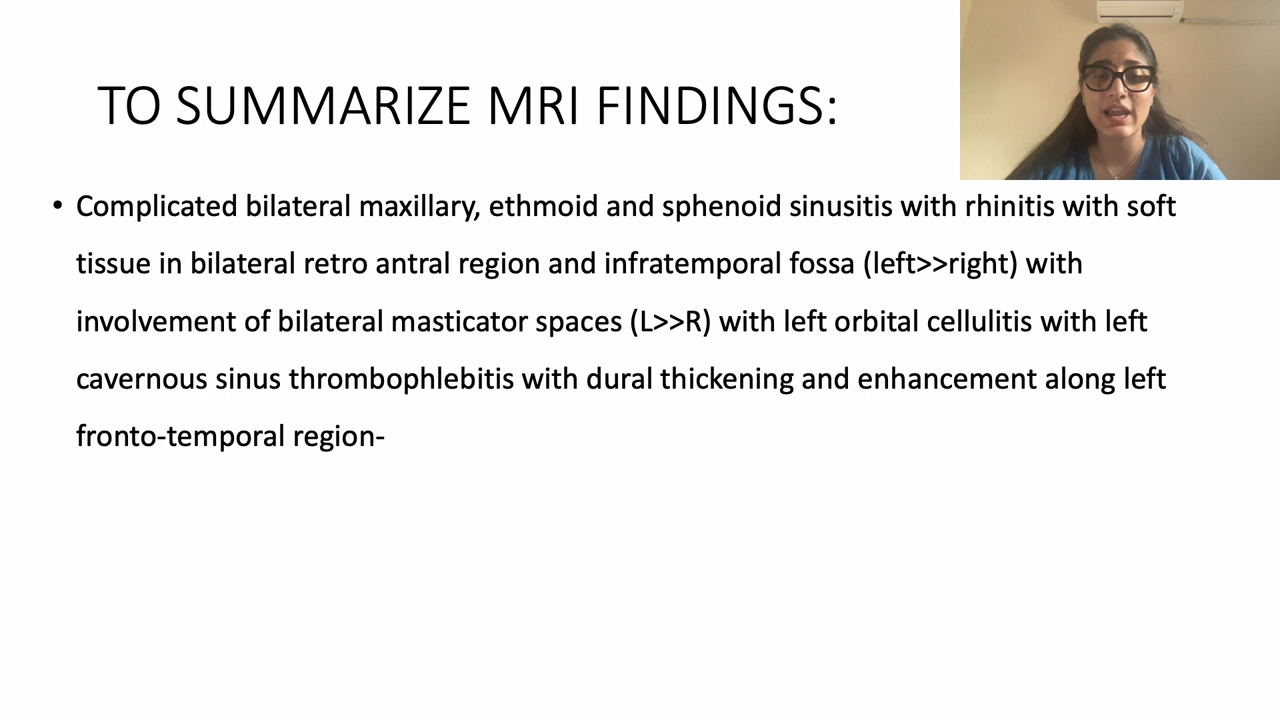 TO SUMMARIZE MRI FINDINGS:
• Complicated bilateral maxillary, ethmoid and sphenoid sinusitis with rhinitis with soft
tissue in bilateral retro antral region and infratemporal fossa (left>>right) with
involvement of bilateral masticator spaces (L>>R) with left orbital cellulitis with left
cavernous sinus thrombophlebitis with dural thickening and enhancement along left
fronto-temporal region-